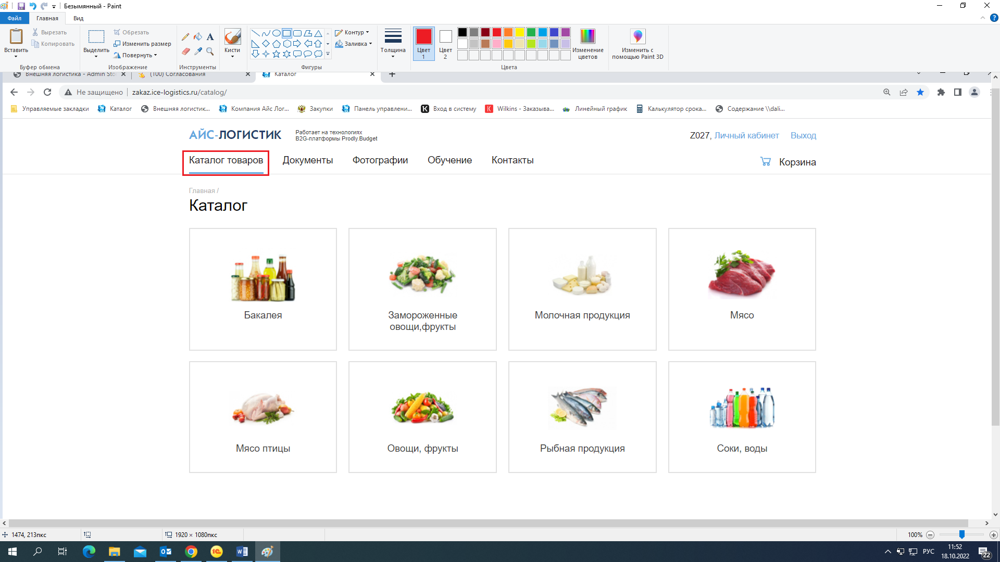 Безымянный - Paint
Файл
Главная
Вид
Вставить
Вырезать
Копировать
Буфер обмена
Выделить
Обрезать
Изменить размер
Повернуть
Изображение
A
Инструменты
Кисти
Контур
Заливка
Фигуры
Толщина
Цвет
1
Цвет
2
Изменение
цветов
Изменить с
помощью Paint 3D
Цвета
Внешняя логистика - Admin Sto
(100) Согласования
Каталог
Не защищено
zakaz.ice-logistics.ru/catalog/
Управляемые закладки
Каталог
Внешняя логистик...
Компания Айс Лог...
Закупки
Панель управлени...
Вход в систему
Wilkins - Заказыва...
Линейный график
Калькулятор срока...
Содержание \\dali...
АЙС-ЛОГИСТИК
Работает на технологиях
B2G-платформы Prodly.Budget
Z027, Личный кабинет
Выход
Каталог товаров
Документы
Фотографии
Обучение
Контакты
Корзина
Главная /
Каталог
Бакалея
Замороженные
овощи,фрукты
Молочная продукция
Мясо
Мясо птицы
Овощи, фрукты
Рыбная продукция
Соки, воды
1474, 213пкс
1920 × 1080пкс
100%
РУС
11:52
18.10.2022
22